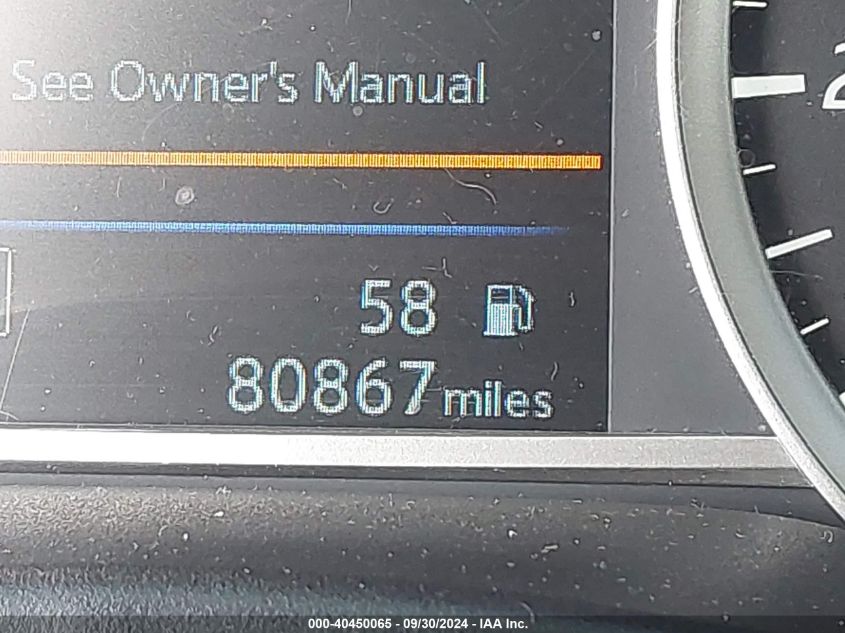 See Owner's Manual
58
80867 miles
000-40450065 - 09/30/2024 - IAA Inc.